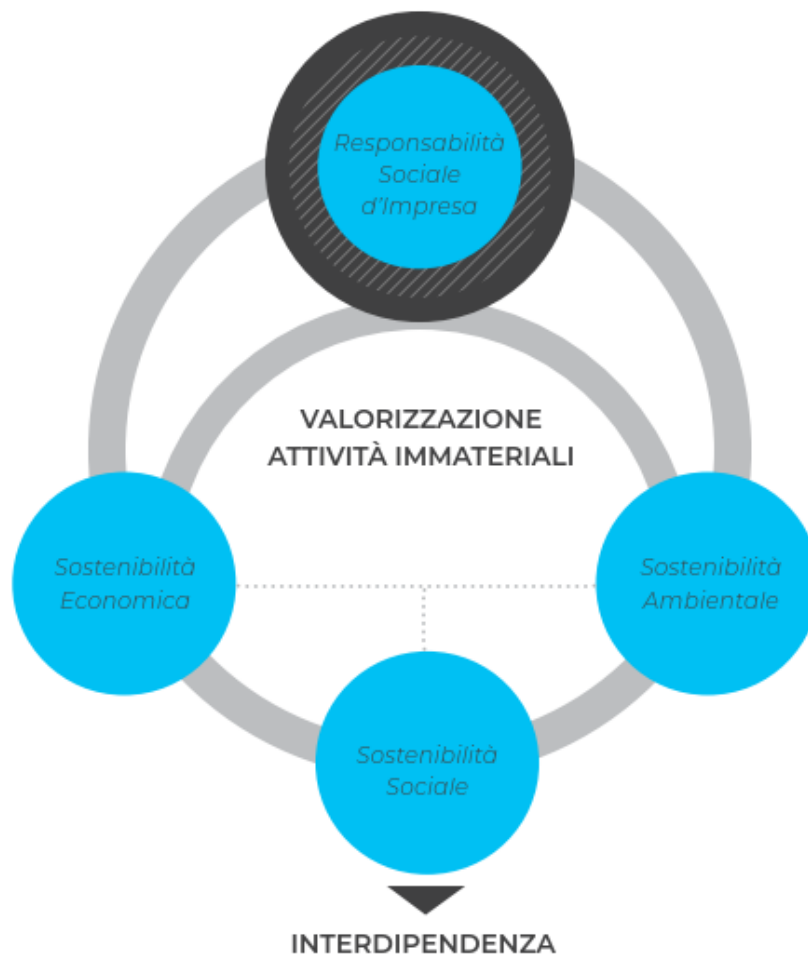 Responsabilità
Sociale
d'Impresa
VALORIZZAZIONE
ATTIVITÀ IMMATERIALI
Sostenibilità
Economica
Sostenibilità
Ambientale
Sostenibilità
Sociale
INTERDIPENDENZA